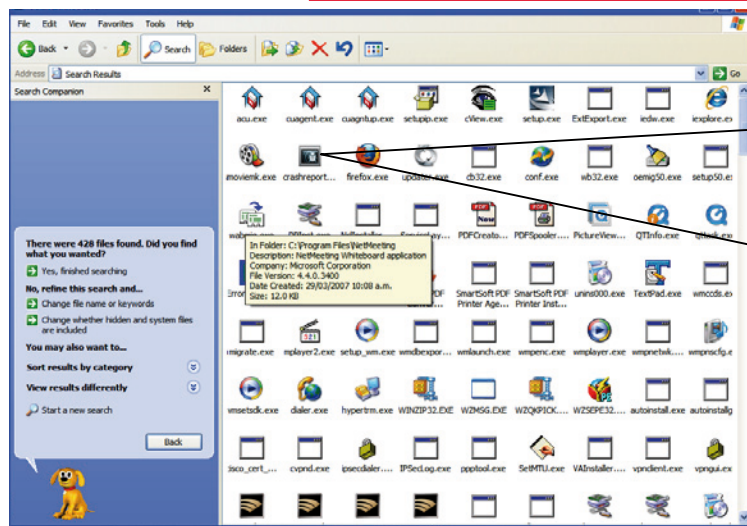 File Edit View Favorites Tools Help
Back Search Folders
Address Search Results Go
Search Companion
acu.exe cuagent.exe cuagntup.exe setupip.exe cView.exe setup.exe ExtExport.exe iedw.exe iexplore.ex
moviemk.exe crashreport... firefox.exe updater.exe cb32.exe conf.exe wb32.exe oemig50.exe setup50.e
PDFCreato... PDFSpooler.... PictureView... QTInfo.exe
There were 428 files found. Did you find
what you wanted?
Yes, finished searching
No, refine this search and...
Change file name or keywords
Change whether hidden and system files
are included
You may also want to...
Sort results by category
View results differently
Start a new search
Back
In Folder: C:\Program Files\NetMeeting
Description: NetMeeting Whiteboard application
Company: Microsoft Corporation
File Version: 4.4.0.3400
Date Created: 29/03/2007 10:08 a.m.
Size: 12.0 KB
PDF SmartSoft PDF SmartSoft PDF unins000.exe TextPad.exe wmccds.ex
Printer Age... Printer Inst...
migrate.exe mplayer2.exe setup_wm.exe wmdbexpor... wmlaunch.exe wmpenc.exe wmplayer.exe wmpnetwk.... wmpnscfg.e
wmsetsdk.exe dialer.exe hypertrm.exe WINZIP32.EXE WZMSG.EXE WZQKPICK.... WZSEPE32.... autoinstall.exe autoinstallg
cisco_cert_... cvpnd.exe ipsecdialer.... IPSecLog.exe ppptool.exe SetMTU.exe VAInstaller.... vpnclient.exe vpngui.ex